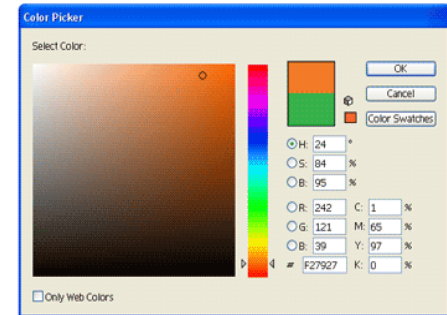 Color Picker
Select Color:
OK
Cancel
Color Swatches
H: 24 °
S: 84 %
B: 95 %
R: 242 C: 1 %
G: 121 M: 65 %
B: 39 Y: 97 %
# F27927 K: 0 %
Only Web Colors